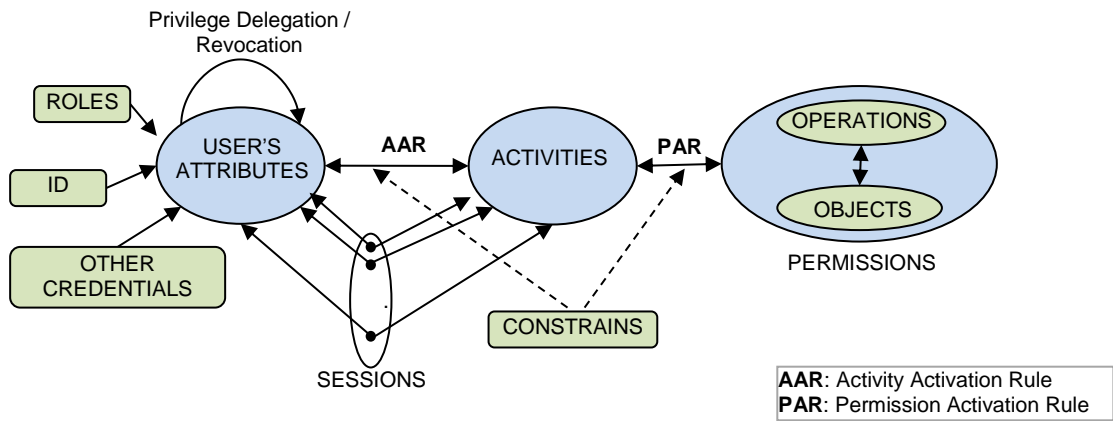 Privilege Delegation /
Revocation
ROLES
ID
OTHER
CREDENTIALS
USER'S
ATTRIBUTES
AAR
ACTIVITIES
PAR
OPERATIONS
OBJECTS
PERMISSIONS
CONSTRAINS
SESSIONS
AAR: Activity Activation Rule
PAR: Permission Activation Rule